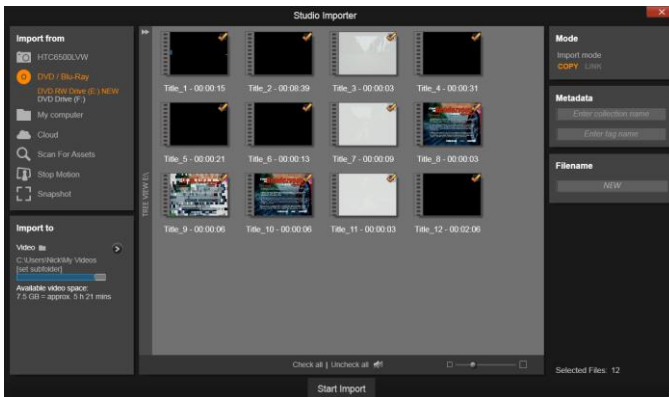 Studio Importer
Import from
HTC6500LVW
DVD / Blu-Ray
DVD RW Drive (E:) NEW
DVD Drive (F:)
My computer
Cloud
Scan For Assets
Stop Motion
Snapshot
Import to
Video
C:\Users\Nick\My Videos
[set subfolder]
Available video space:
7.5 GB = approx. 5 h 21 mins
TREE VIEW E:\
Title_1 - 00:00:15
Title_2 - 00:08:39
Title_3 - 00:00:03
Title_4 - 00:00:31
Title_5 - 00:00:21
Title_6 - 00:00:13
Title_7 - 00:00:09
Title_8 - 00:00:03
Title_9 - 00:00:06
Title_10 - 00:00:06
Title_11 - 00:00:03
Title_12 - 00:02:06
Check all | Uncheck all
Start Import
Mode
Import mode
COPY LINK
Metadata
Enter collection name
Enter tag name
Filename
NEW
Selected Files: 12